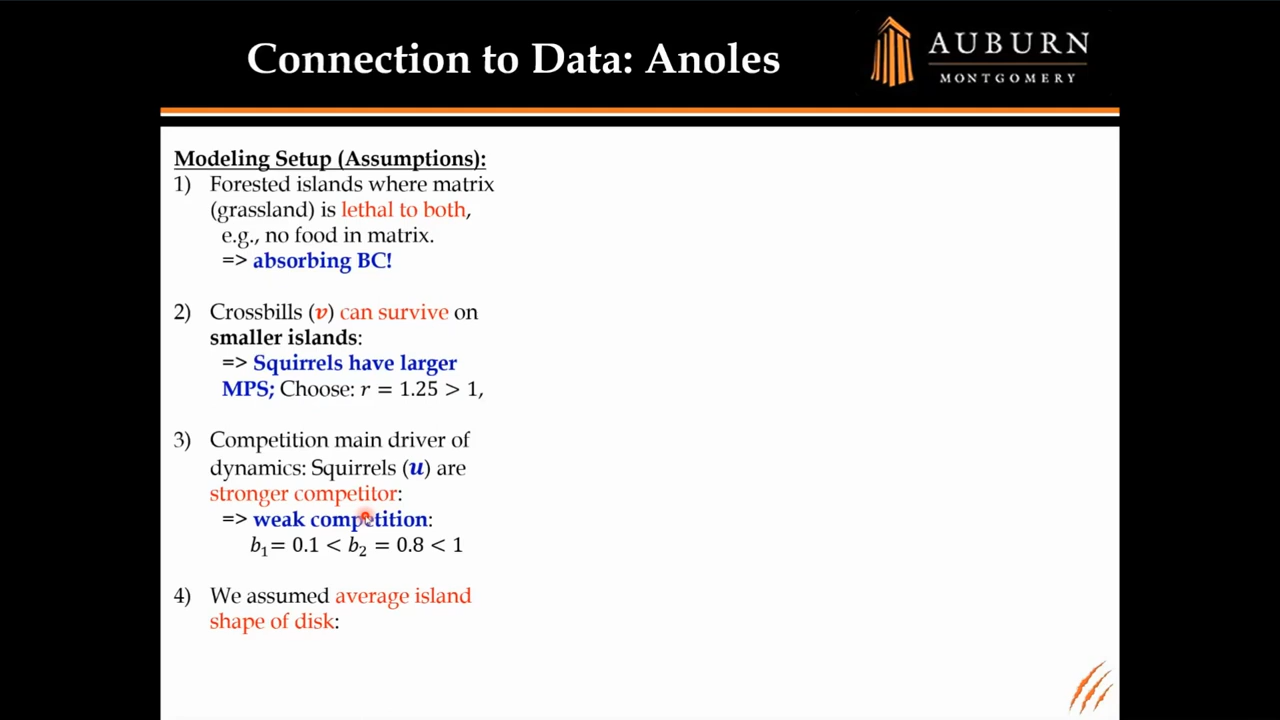 Connection to Data: Anoles
AUBURN
MONTGOMERY
Modeling Setup (Assumptions):
1) Forested islands where matrix
(grassland) is lethal to both,
e.g., no food in matrix.
=> absorbing BC!
2) Crossbills (v) can survive on
smaller islands:
=> Squirrels have larger
MPS; Choose: r = 1.25 > 1,
3) Competition main driver of
dynamics: Squirrels (u) are
stronger competitor:
=> weak competition:
b₁= 0.1 < b₂ = 0.8 < 1
4) We assumed average island
shape of disk: